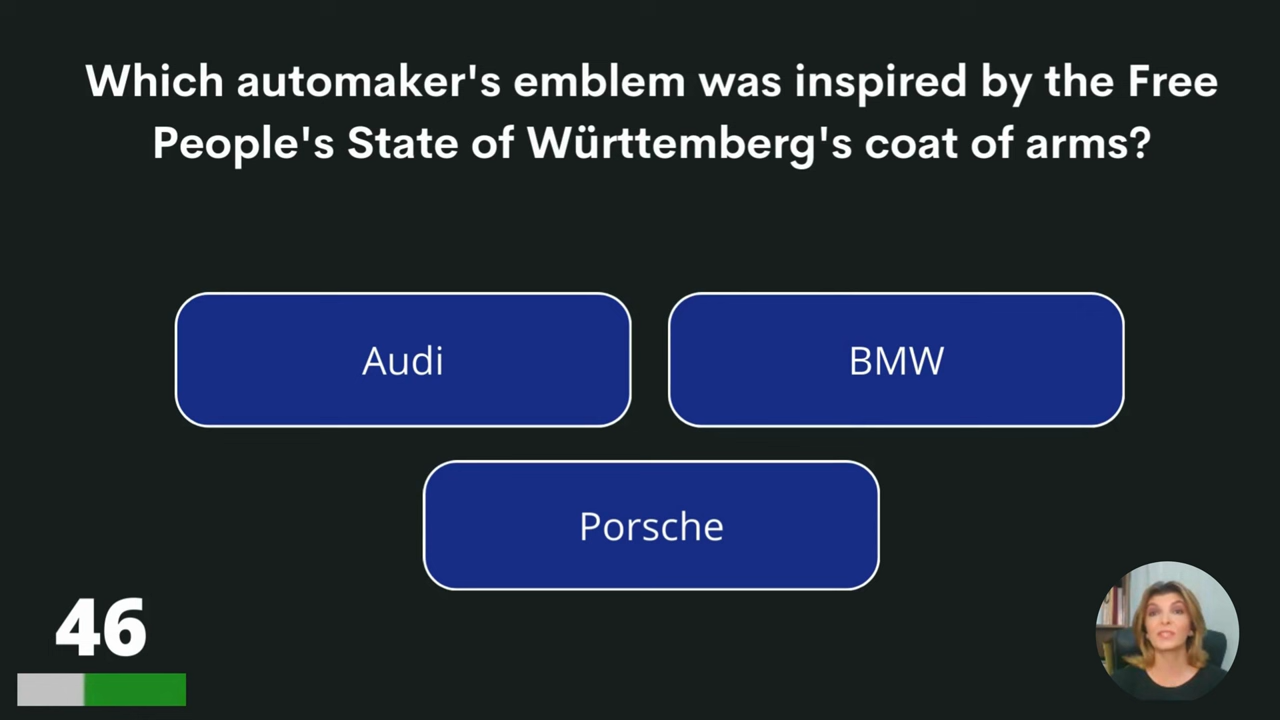 Which automaker's emblem was inspired by the Free
People's State of Württemberg's coat of arms?
Audi
BMW
Porsche
46